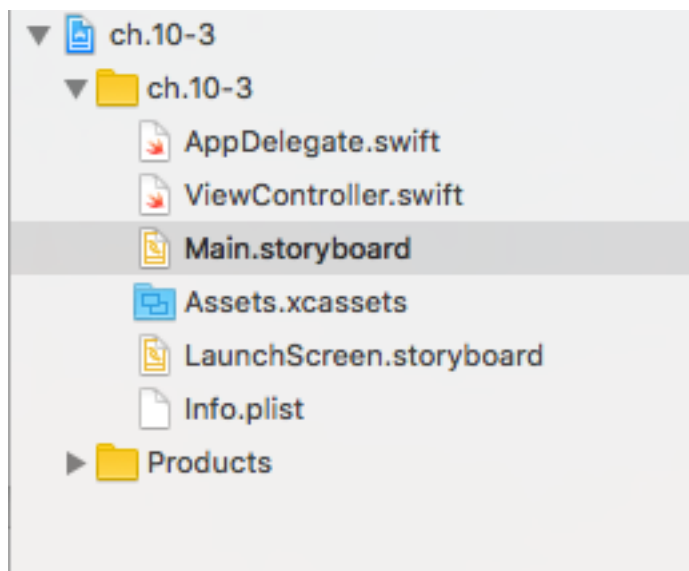 ch.10-3
ch.10-3
AppDelegate.swift
ViewController.swift
Main.storyboard
Assets.xcassets
LaunchScreen.storyboard
Info.plist
Products